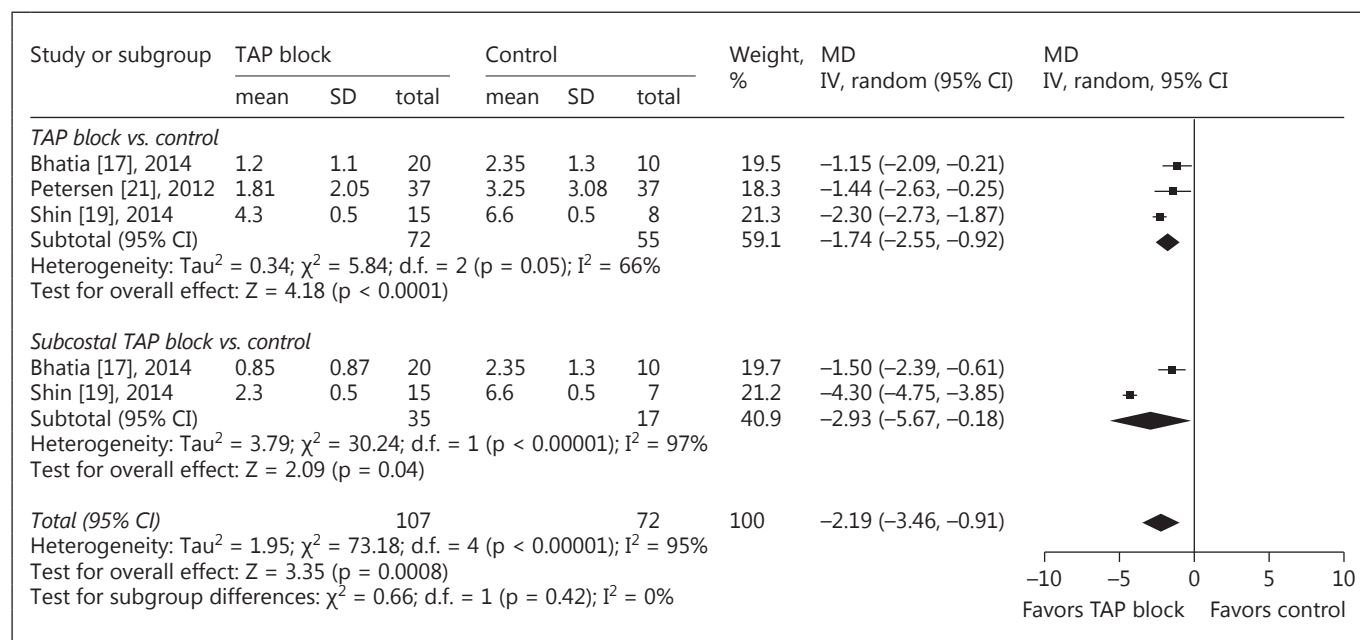 Study or subgroup TAP block Control Weight, MD MD
mean SD total mean SD total % IV, random (95% CI) IV, random, 95% CI
TAP block vs. control
Bhatia [17], 2014 1.2 1.1 20 2.35 1.3 10 19.5 –1.15 (–2.09, –0.21)
Petersen [21], 2012 1.81 2.05 37 3.25 3.08 37 18.3 –1.44 (–2.63, –0.25)
Shin [19], 2014 4.3 0.5 15 6.6 0.5 8 21.3 –2.30 (–2.73, –1.87)
Subtotal (95% CI) 72 55 59.1 –1.74 (–2.55, –0.92)
Heterogeneity: Tau² = 0.34; χ² = 5.84; d.f. = 2 (p = 0.05); I² = 66%
Test for overall effect: Z = 4.18 (p < 0.0001)
Subcostal TAP block vs. control
Bhatia [17], 2014 0.85 0.87 20 2.35 1.3 10 19.7 –1.50 (–2.39, –0.61)
Shin [19], 2014 2.3 0.5 15 6.6 0.5 7 21.2 –4.30 (–4.75, –3.85)
Subtotal (95% CI) 35 17 40.9 –2.93 (–5.67, –0.18)
Heterogeneity: Tau² = 3.79; χ² = 30.24; d.f. = 1 (p < 0.00001); I² = 97%
Test for overall effect: Z = 2.09 (p = 0.04)
Total (95% CI) 107 72 100 –2.19 (–3.46, –0.91)
Heterogeneity: Tau² = 1.95; χ² = 73.18; d.f. = 4 (p < 0.00001); I² = 95%
Test for overall effect: Z = 3.35 (p = 0.0008)
Test for subgroup differences: χ² = 0.66; d.f. = 1 (p = 0.42); I² = 0%
–10 –5 0 5 10
Favors TAP block Favors control